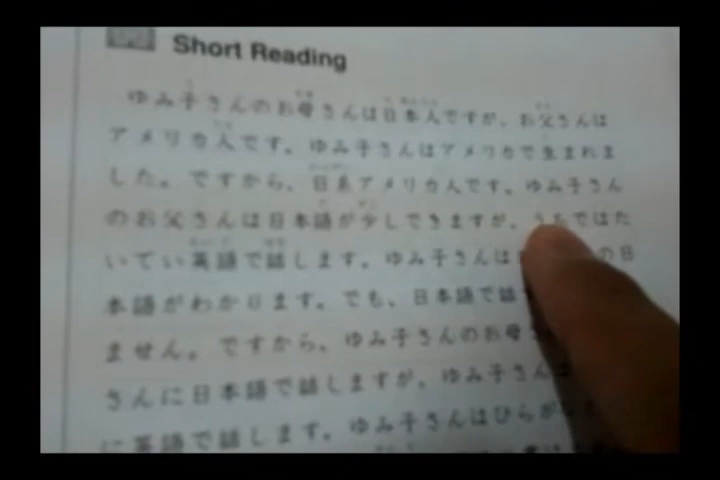 Short Reading
ゆみ子さんのお母さんは日本人ですが、お父さんは
アメリカ人です。ゆみ子さんはアメリカで生まれま
した。ですから、日系アメリカ人です。ゆみ子さん
のお父さんは日本語が少しできますが、うちではた
いてい英語で話します。ゆみ子さんは の日
本語がわかります。でも、日本語で話
ません。ですから、ゆみ子さんのお母
さんに日本語で話しますが、ゆみ子さん
に英語で話します。ゆみ子さんはひらが